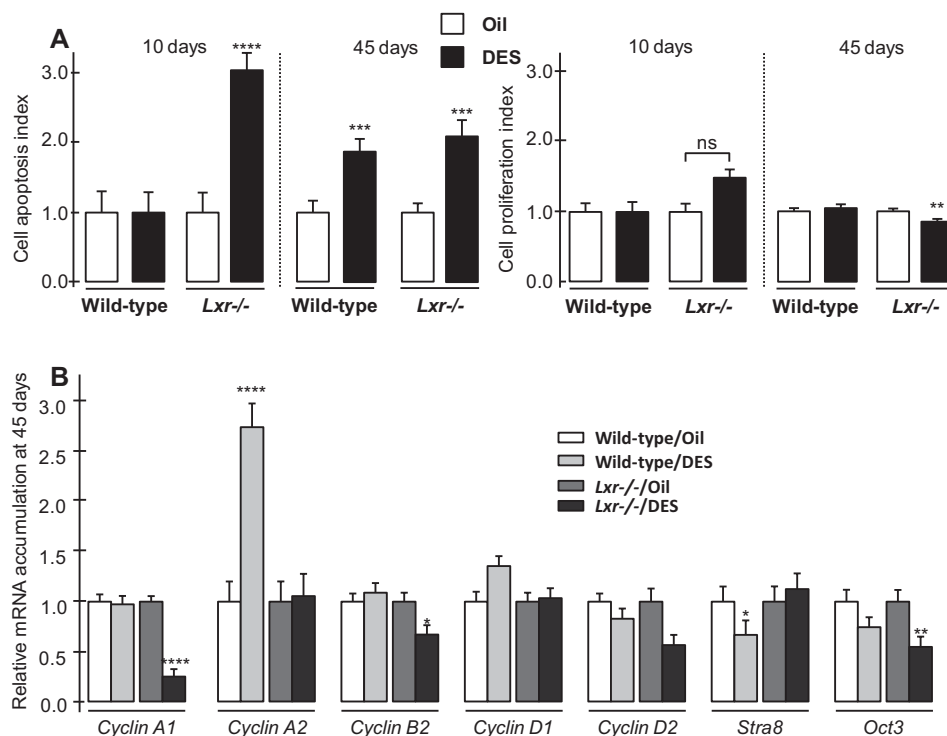 A
Oil
DES
10 days
45 days
****
***
***
Cell apoptosis index
3.0
2.0
1.0
0.0
Wild-type
Lxr-/-
Wild-type
Lxr-/-
10 days
45 days
ns
**
Cell proliferation index
3.0
2.0
1.0
0.0
Wild-type
Lxr-/-
Wild-type
Lxr-/-
B
Relative mRNA accumulation at 45 days
3.0
2.5
2.0
1.5
1.0
0.5
0.0
****
****
*
*
**
Wild-type/Oil
Wild-type/DES
Lxr-/-/Oil
Lxr-/-/DES
Cyclin A1
Cyclin A2
Cyclin B2
Cyclin D1
Cyclin D2
Stra8
Oct3